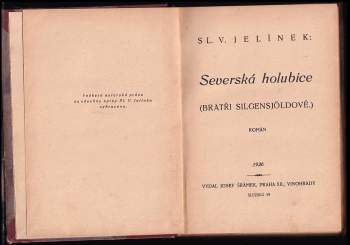 Veškerá autorská práva
na všechny spisy Sl. V. Jelínka
vyhrazena.
SL. V. JELÍNEK:
Severská holubice
(BRATŘI SILGENSJÖLDOVÉ.)
ROMÁN
1926
VYDAL JOSEF ŠRÁMEK, PRAHA XII., VINOHRADY